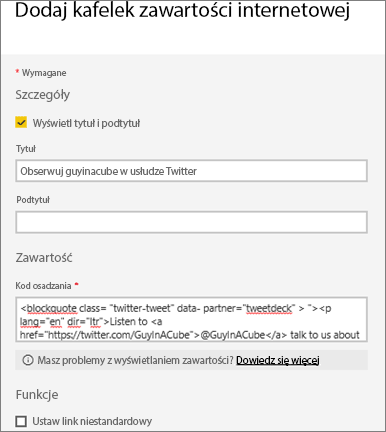 Dodaj kafelek zawartości internetowej
* Wymagane
Szczegóły
Wyświetl tytuł i podtytuł
Tytuł
Obserwuj guyinacube w usłudze Twitter
Podtytuł
Zawartość
Kod osadzania *
<blockquote class= "twitter-tweet" data- partner="tweetdeck" > "><p
lang="en" dir="ltr">Listen to <a
href="https://twitter.com/GuyInACube">@GuyInACube</a> talk to us about
Masz problemy z wyświetlaniem zawartości? Dowiedz się więcej
Funkcje
Ustaw link niestandardowy